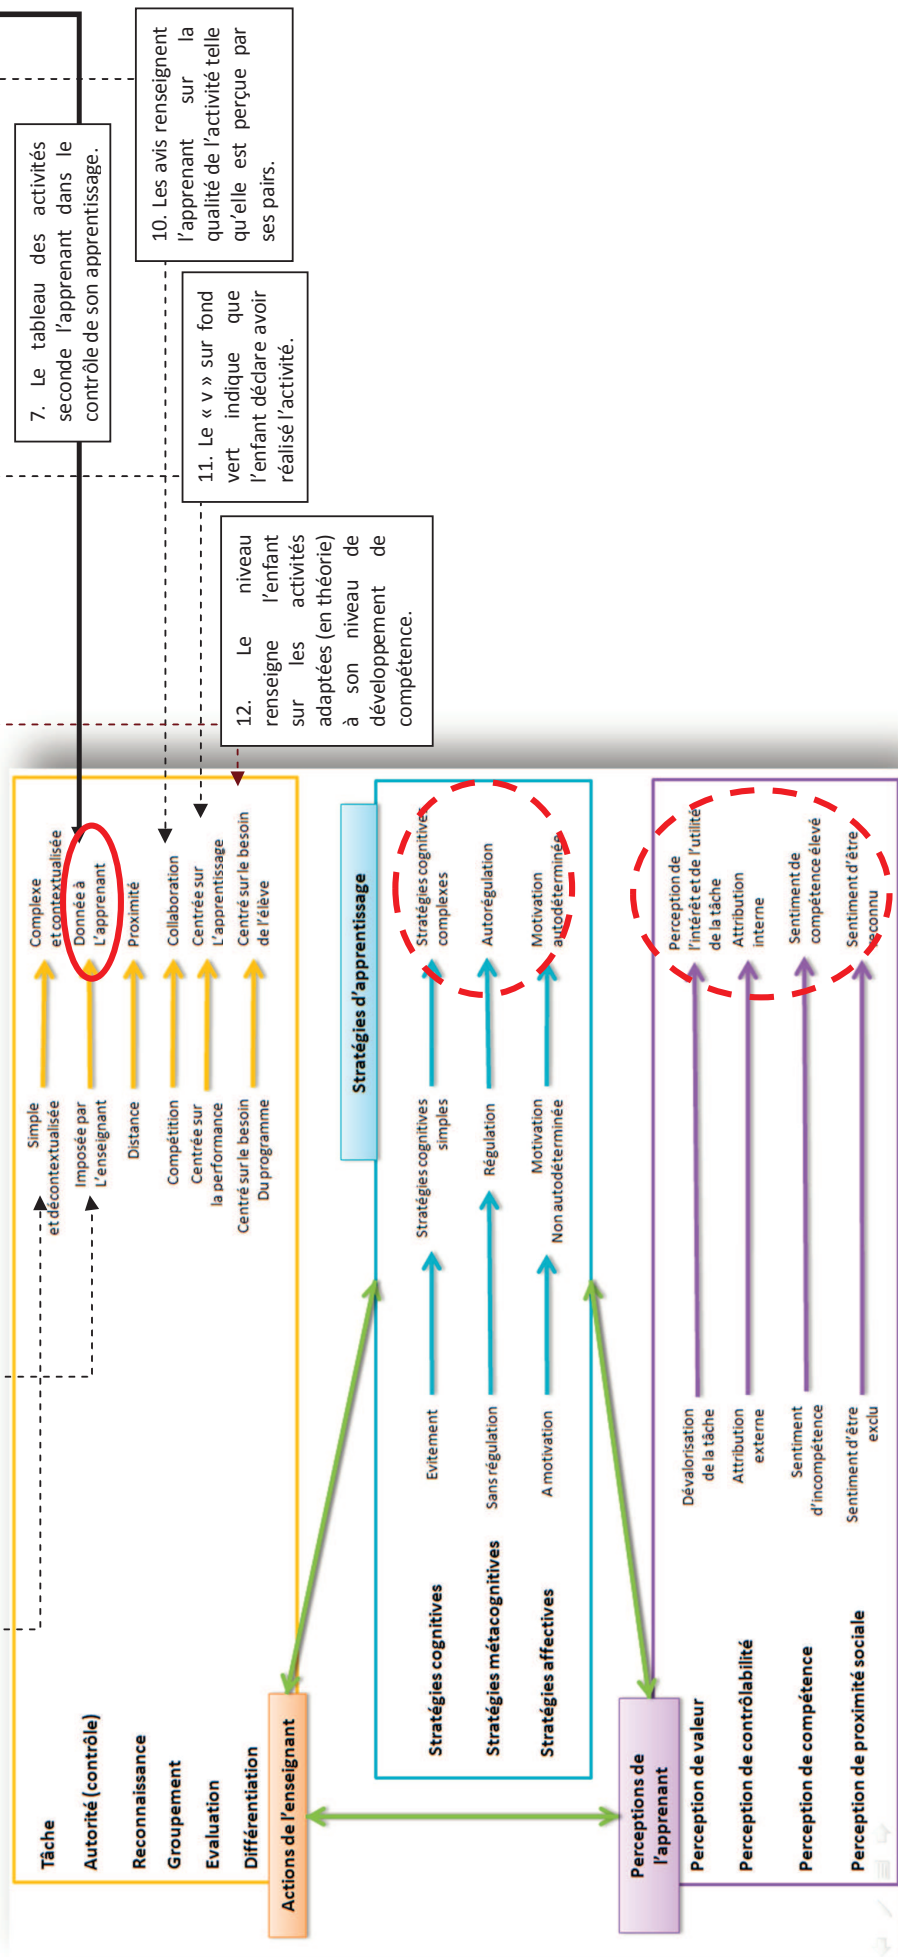 7. Le tableau des activités
seconde l'apprenant dans le
contrôle de son apprentissage.
10. Les avis renseignent
l'apprenant sur la
qualité de l'activité telle
qu'elle est perçue par
ses pairs.
11. Le « v » sur fond
vert indique que
l'enfant déclare avoir
réalisé l'activité.
12. Le niveau
renseigne l'enfant
sur les activités
adaptées (en théorie)
à son niveau de
développement de
compétence.
Tâche
Simple
et décontextualisée
Complexe
et contextualisée
Autorité (contrôle)
Imposée par
L'enseignant
Donnée à
L'apprenant
Reconnaissance
Distance
Proximité
Groupement
Compétition
Collaboration
Evaluation
Centrée sur
la performance
Centrée sur
L'apprentissage
Différentiation
Centré sur le besoin
Du programme
Centré sur le besoin
de l'élève
Actions de l'enseignant
Stratégies d'apprentissage
Stratégies cognitives
Evitement
Stratégies cognitives
simples
Stratégies cognitives
complexes
Stratégies métacognitives
Sans régulation
Régulation
Autorégulation
Stratégies affectives
A motivation
Motivation
Non autodéterminée
Motivation
autodéterminée
Perceptions de
l'apprenant
Perception de valeur
Dévalorisation
de la tâche
Perception de
l'intérêt et de l'utilité
de la tâche
Perception de contrôlabilité
Attribution
externe
Attribution
interne
Perception de compétence
Sentiment
d'incompétence
Sentiment de
compétence élevé
Perception de proximité sociale
Sentiment d'être
exclu
Sentiment d'être
reconnu